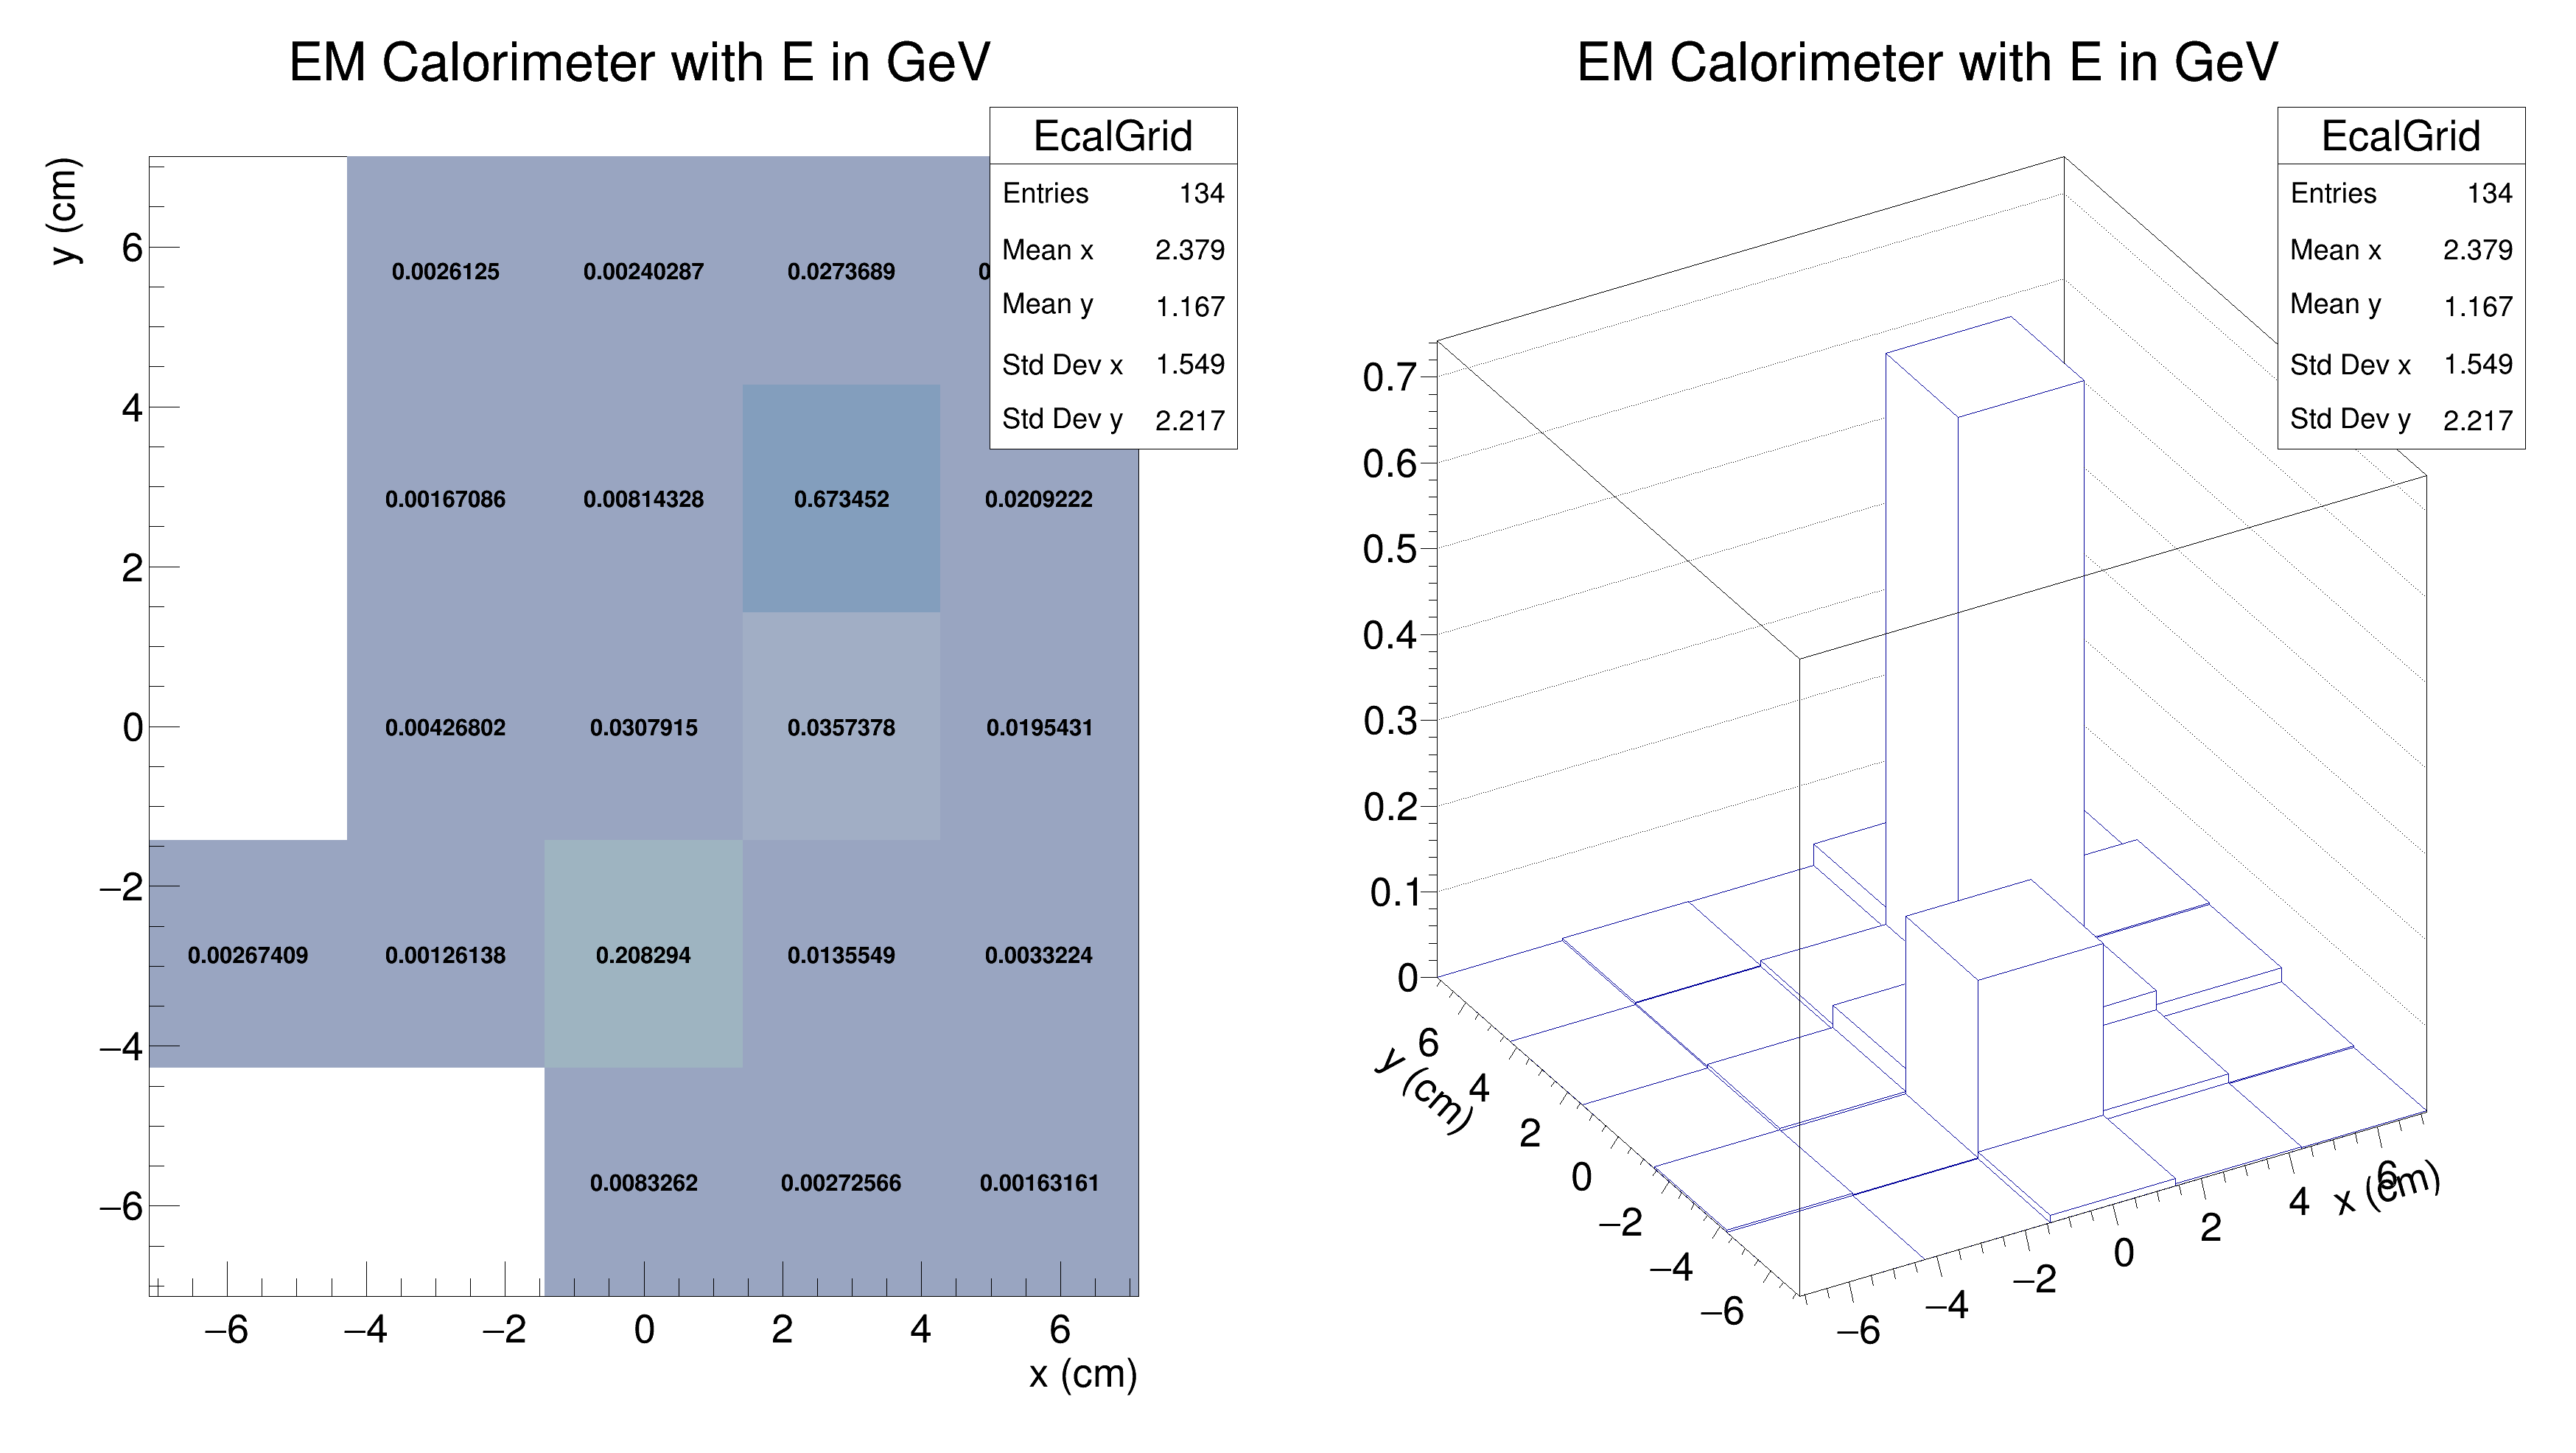 EM Calorimeter with E in GeV
EcalGrid
Entries 134
Mean x 2.379
Mean y 1.167
Std Dev x 1.549
Std Dev y 2.217
y (cm)
6
4
2
0
−2
−4
−6
0.0026125 0.00240287 0.0273689
0.00167086 0.00814328 0.673452 0.0209222
0.00426802 0.0307915 0.0357378 0.0195431
0.00267409 0.00126138 0.208294 0.0135549 0.0033224
0.0083262 0.00272566 0.00163161
−6 −4 −2 0 2 4 6
x (cm)
EM Calorimeter with E in GeV
EcalGrid
Entries 134
Mean x 2.379
Mean y 1.167
Std Dev x 1.549
Std Dev y 2.217
0.7
0.6
0.5
0.4
0.3
0.2
0.1
0
6
4
2
0
−2
−4
−6
y (cm)
−6 −4 −2 0 2 4 6
x (cm)